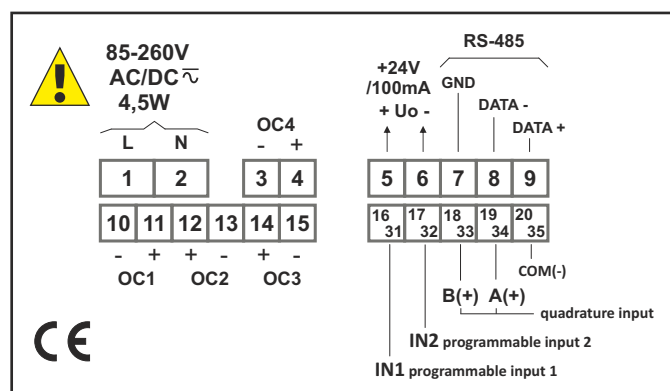 85-260V
AC/DC
4,5W
L N
OC4
- +
1 2 3 4
10 11 12 13 14 15
- + + - + -
OC1 OC2 OC3
CE
RS-485
+24V
/100mA
GND
+ Uo -
DATA -
DATA +
5 6 7 8 9
16 17 18 19 20
31 32 33 34 35
COM(-)
B(+) A(+)
quadrature input
IN2 programmable input 2
IN1 programmable input 1